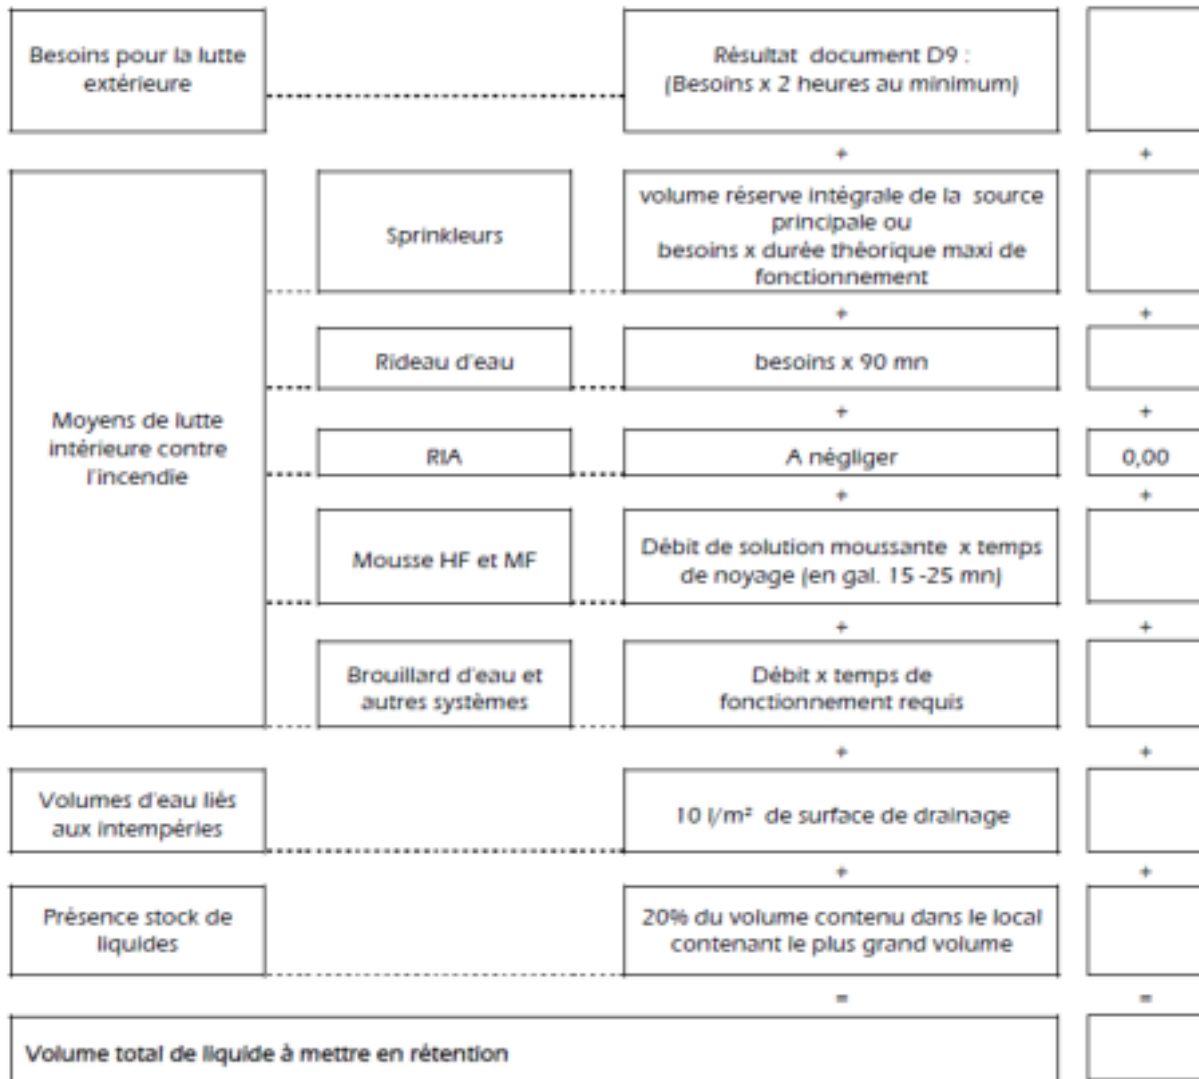 Besoins pour la lutte
extérieure
Résultat document D9 :
(Besoins x 2 heures au minimum)
+ +
Moyens de lutte
intérieure contre
l'incendie
Sprinkleurs
volume réserve intégrale de la source
principale ou
besoins x durée théorique maxi de
fonctionnement
+ +
Rideau d'eau
besoins x 90 mn
+ +
RIA
A négliger
0,00
+ +
Mousse HF et MF
Débit de solution moussante x temps
de noyage (en gal. 15 -25 mn)
+ +
Brouillard d'eau et
autres systèmes
Débit x temps de
fonctionnement requis
+ +
Volumes d'eau liés
aux intempéries
10 l/m² de surface de drainage
+ +
Présence stock de
liquides
20% du volume contenu dans le local
contenant le plus grand volume
= =
Volume total de liquide à mettre en rétention